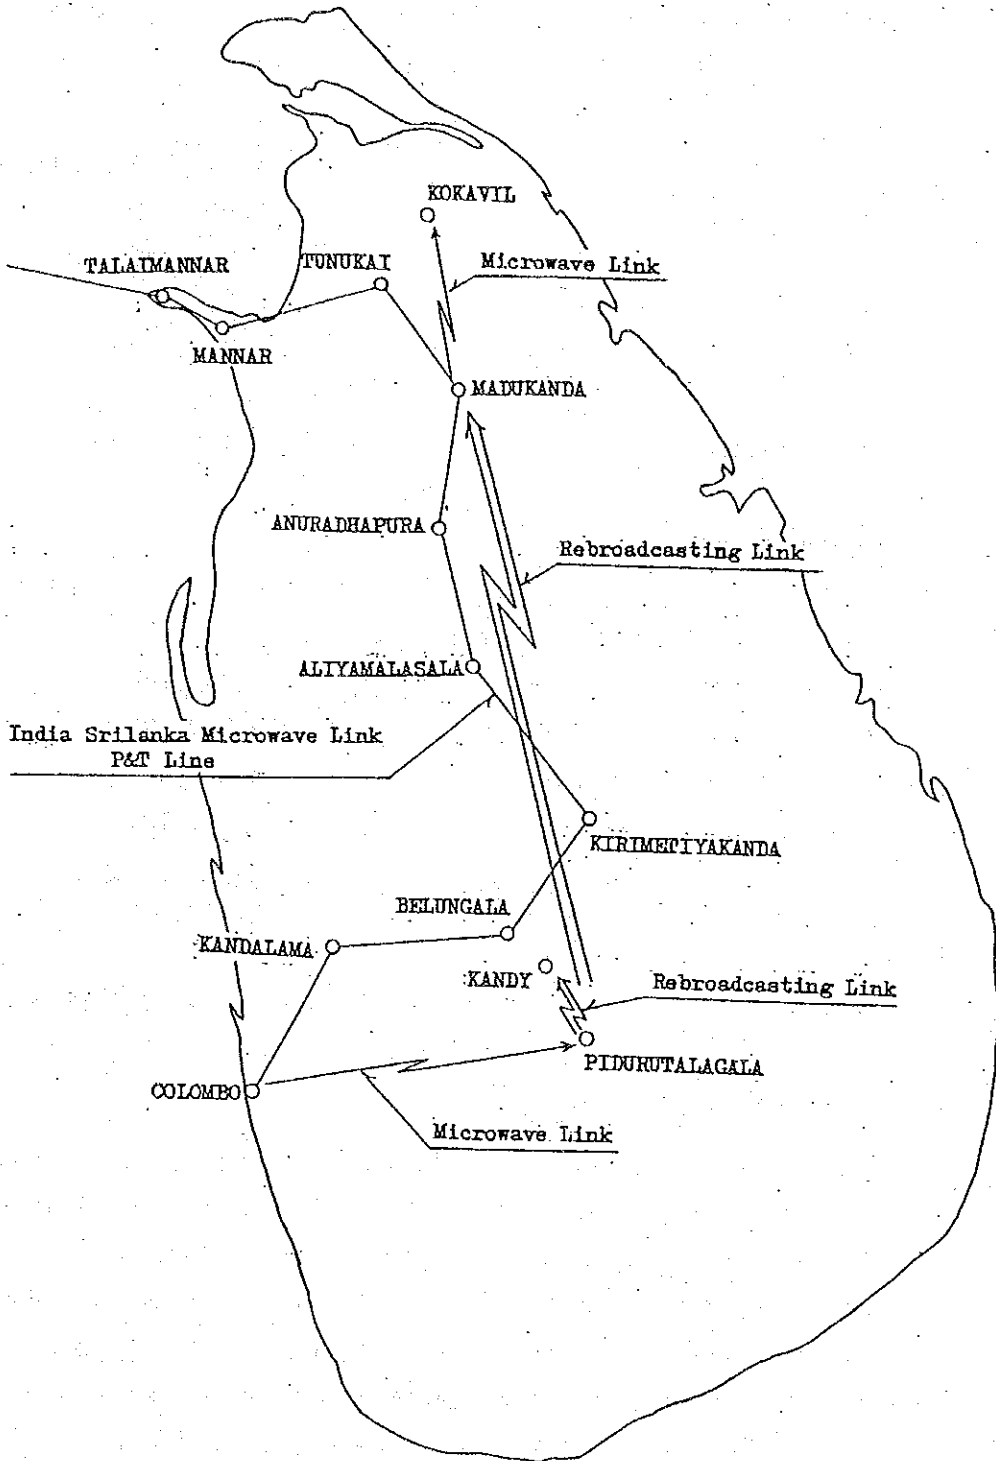 KOKAVIL
TALAIMANNAR
TUNUKAI
Microwave Link
MANNAR
MADUKANDA
ANURADHAPURA
Rebroadcasting Link
ALIYAMALASALA
India Srilanka Microwave Link
P&T Line
KIRIMETIYAKANDA
BELUNGALA
KANDALAMA
KANDY
Rebroadcasting Link
PIDURUTALAGALA
COLOMBO
Microwave Link